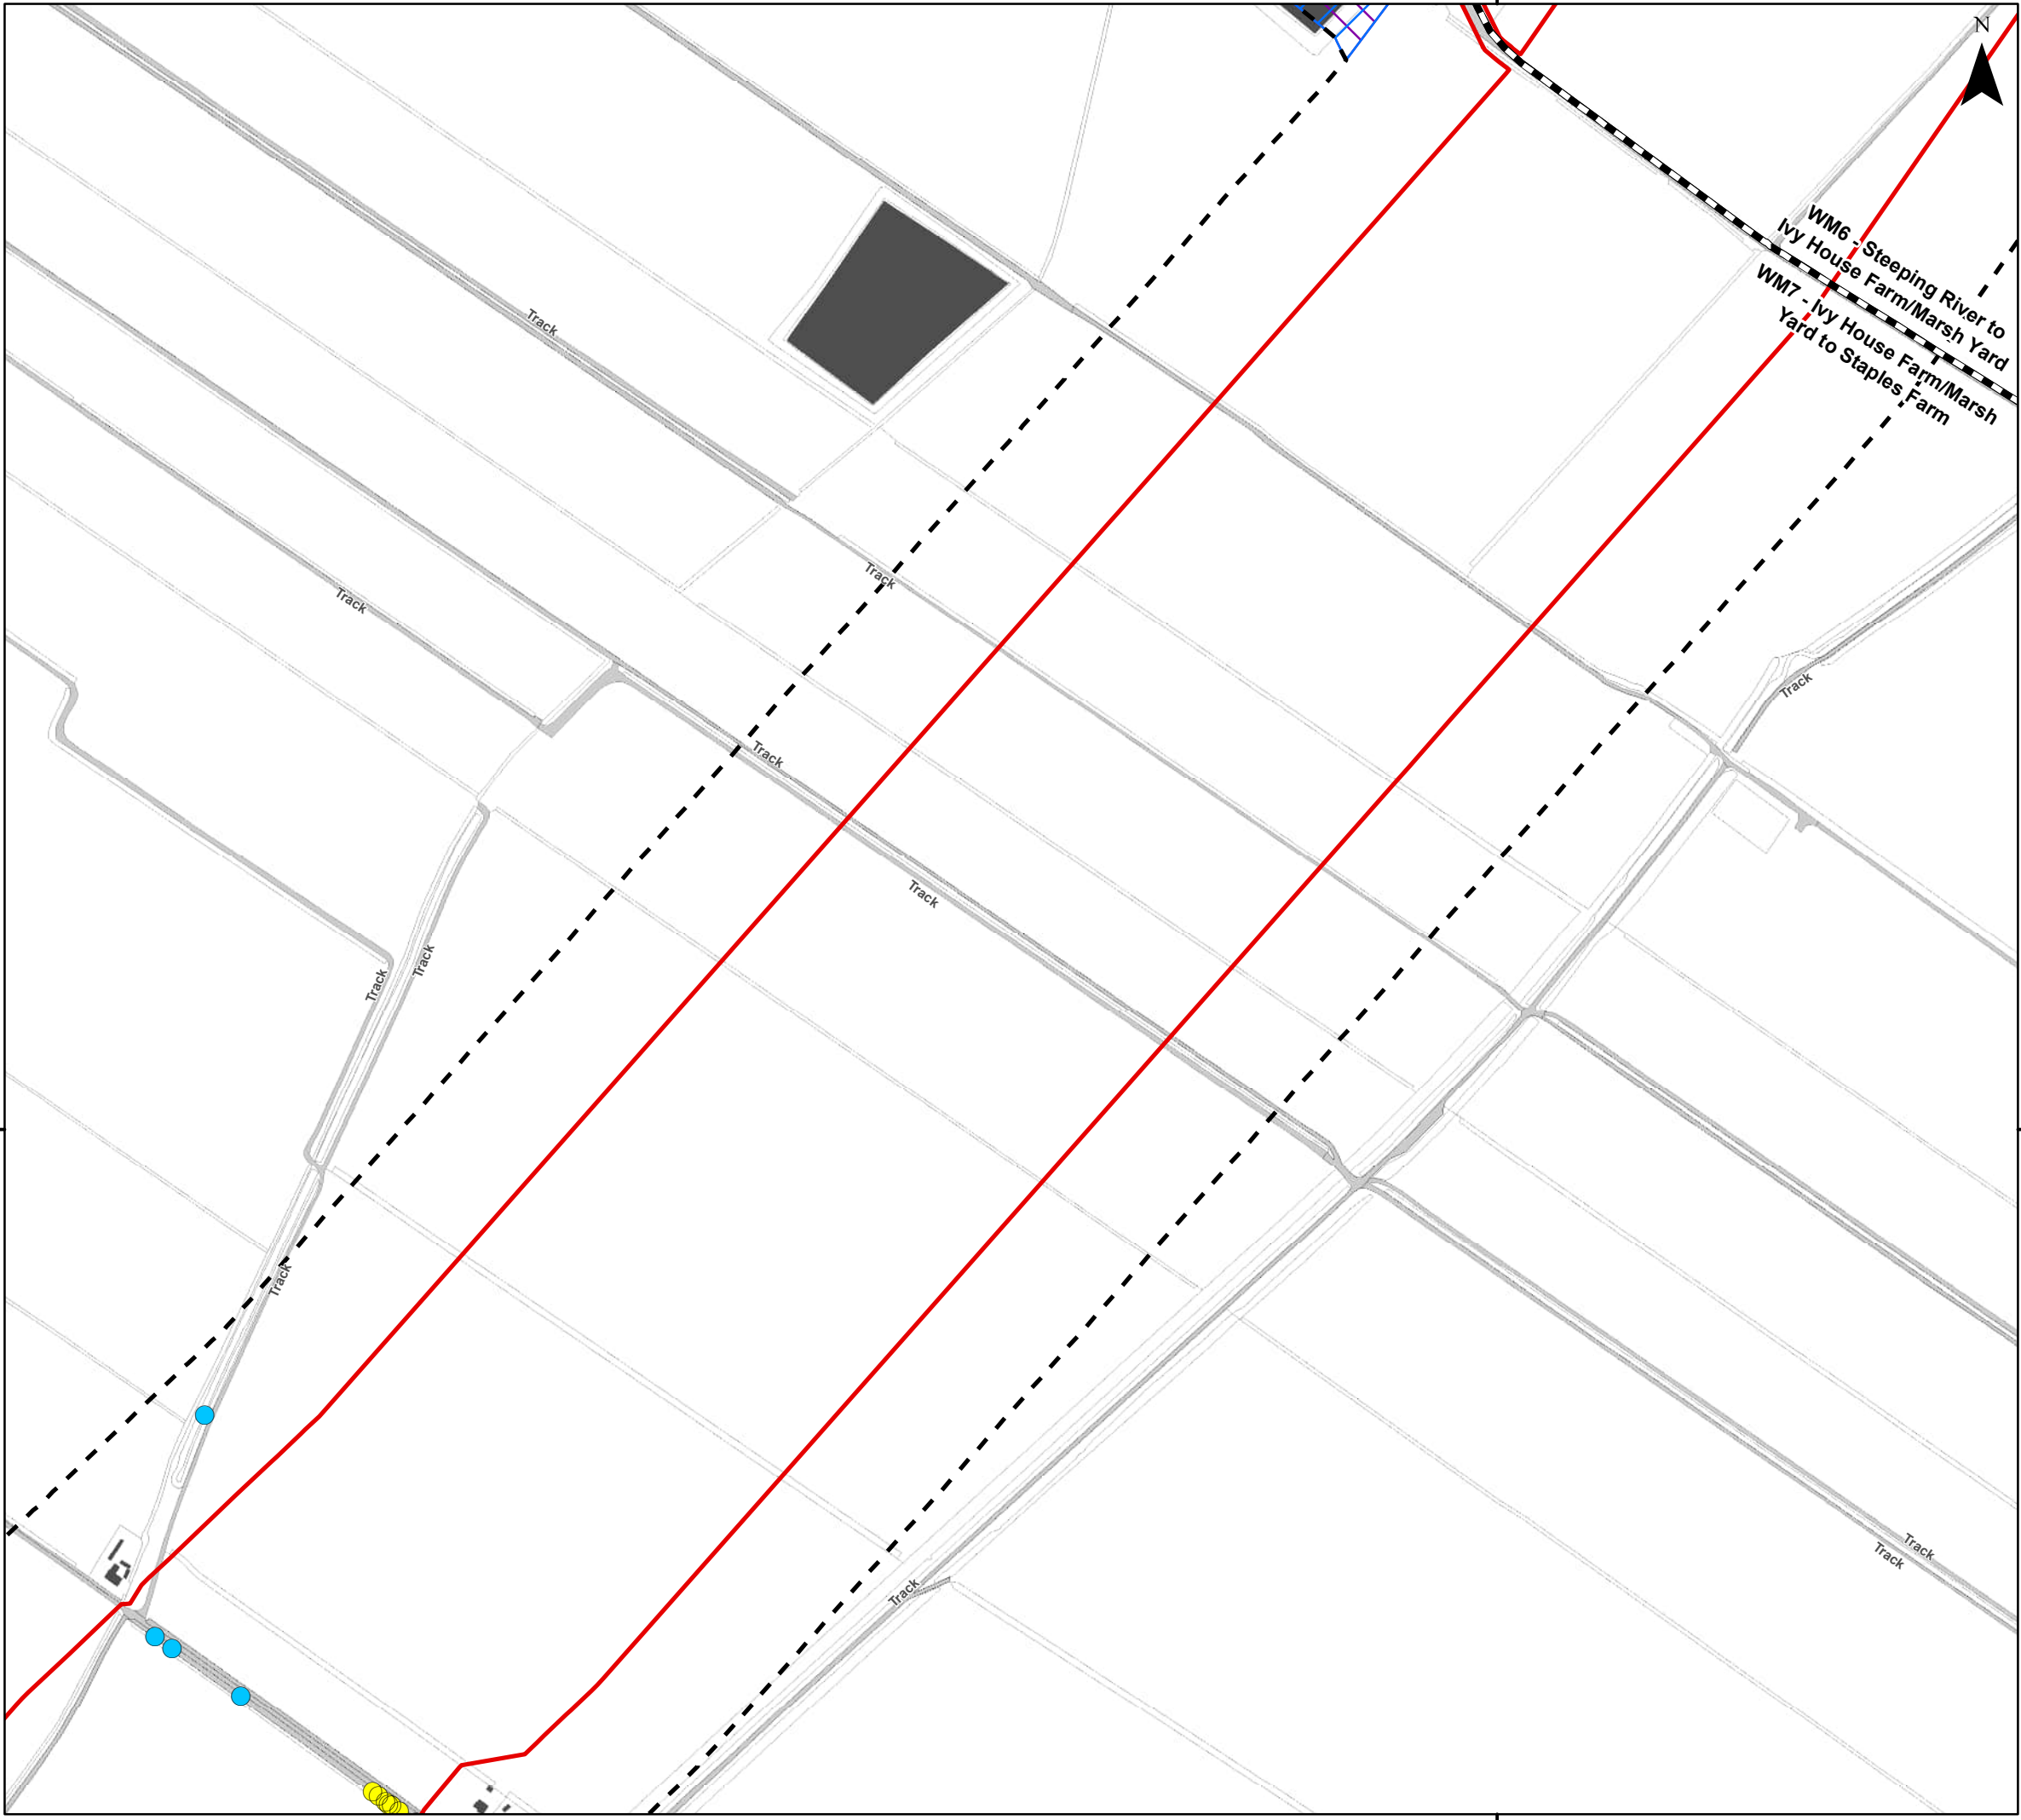 N
WM6 - Steeping River to
Ivy House Farm/Marsh Yard
WM7 - Ivy House Farm/Marsh
Yard to Staples Farm
Track
Track
Track
Track
Track
Track
Track
Track
Track
Track
Track
Track